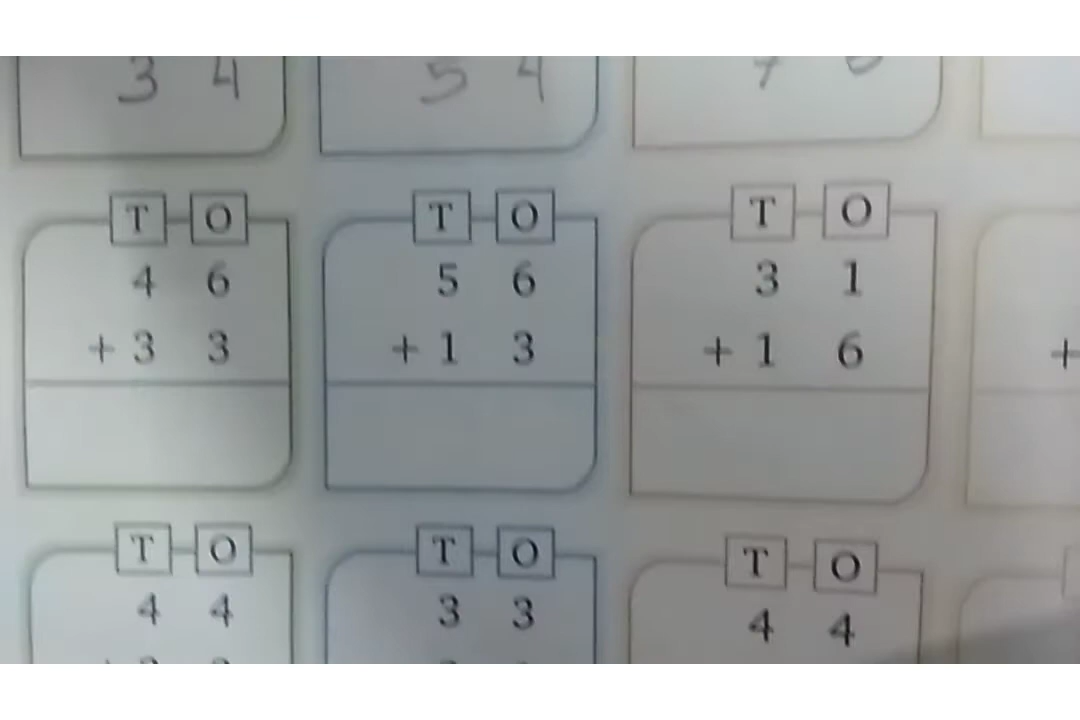 3 4 5 4
T O T O T O
4 6 5 6 3 1
+ 3 3 + 1 3 + 1 6 +
T O T O T O
4 4 3 3 4 4